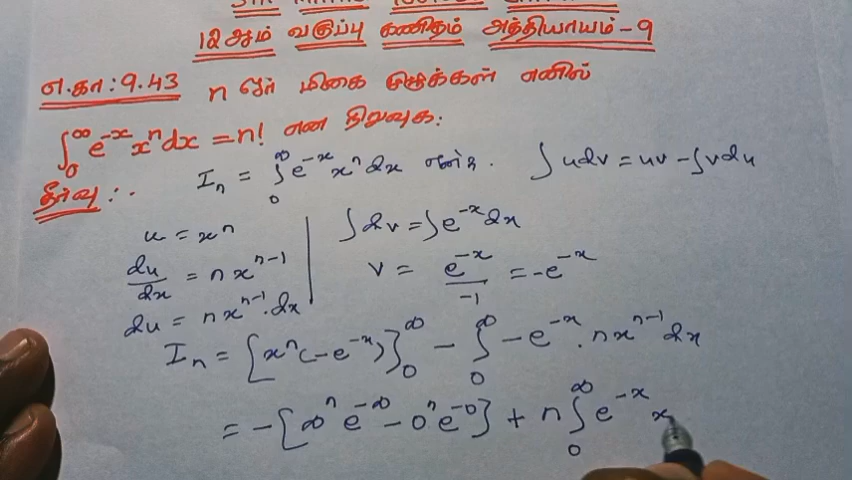 12ஆம் வகுப்பு கணிதம் அத்தியாயம் - 9
எ.கா : 9.43 n ஓர் மிகை முழுக்கள் எனில்
∫₀^∞ e^{-x} x^n dx = n! என நிறுவுக.
தீர்வு :- I_n = ∫₀^∞ e^{-x} x^n dx என்க. ∫ u dv = uv - ∫ v du
u = x^n | ∫ dv = ∫ e^{-x} dx
du/dx = n x^{n-1} | v = e^{-x}/-1 = -e^{-x}
du = n x^{n-1} . dx
I_n = [x^n (-e^{-x})]₀^∞ - ∫₀^∞ -e^{-x} . n x^{n-1} dx
= -[∞^n e^{-∞} - 0^n e^{-0}] + n ∫₀^∞ e^{-x} x